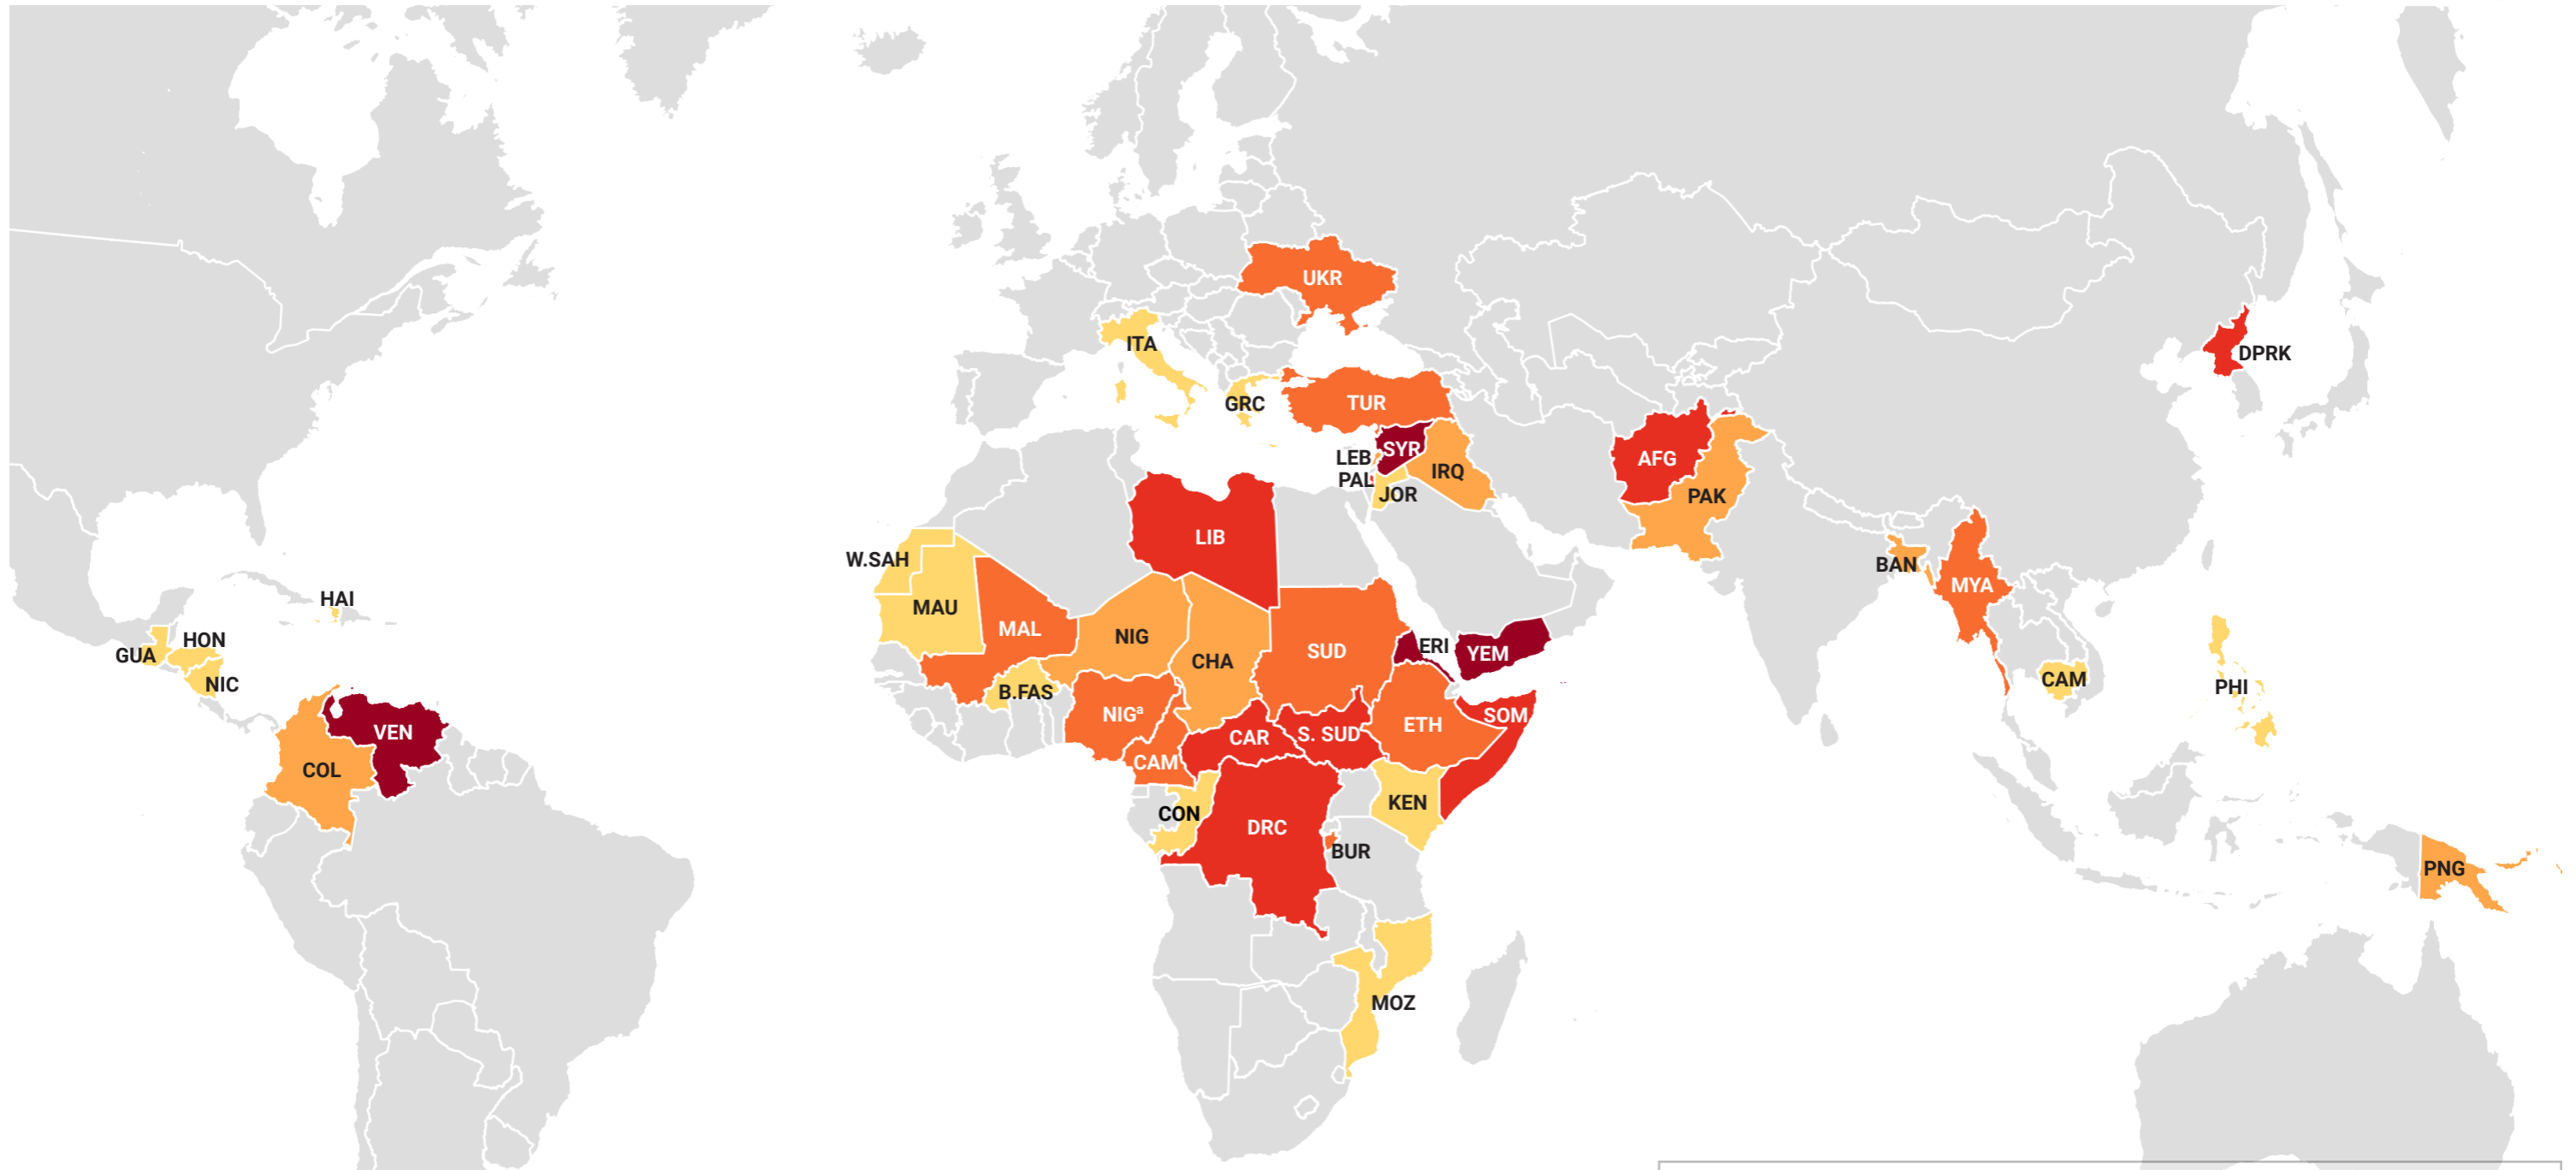 UKR
ITA
DPRK
GRC
TUR
SYR
LEB
IRQ
AFG
PAL
JOR
PAK
LIB
W.SAH
BAN
MYA
HAI
MAU
MAL
NIG
HON
GUA
ERI
SUD
YEM
CHA
NIC
B.FAS
CAM
PHI
NIGª
SOM
ETH
VEN
CAR
S. SUD
CAM
COL
KEN
CON
DRC
BUR
PNG
MOZ